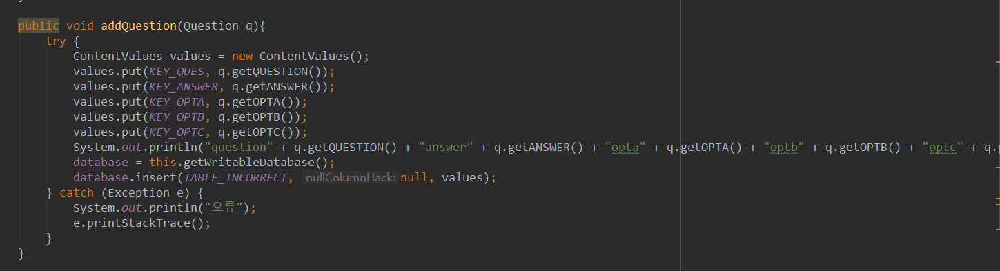 public void addQuestion(Question q){
try {
ContentValues values = new ContentValues();
values.put(KEY_QUES, q.getQUESTION());
values.put(KEY_ANSWER, q.getANSWER());
values.put(KEY_OPTA, q.getOPTA());
values.put(KEY_OPTB, q.getOPTB());
values.put(KEY_OPTC, q.getOPTC());
System.out.println("question" + q.getQUESTION() + "answer" + q.getANSWER() + "opta" + q.getOPTA() + "optb" + q.getOPTB() + "optc" + q.
database = this.getWritableDatabase();
database.insert(TABLE_INCORRECT, nullColumnHack: null, values);
} catch (Exception e) {
System.out.println("오류");
e.printStackTrace();
}
}